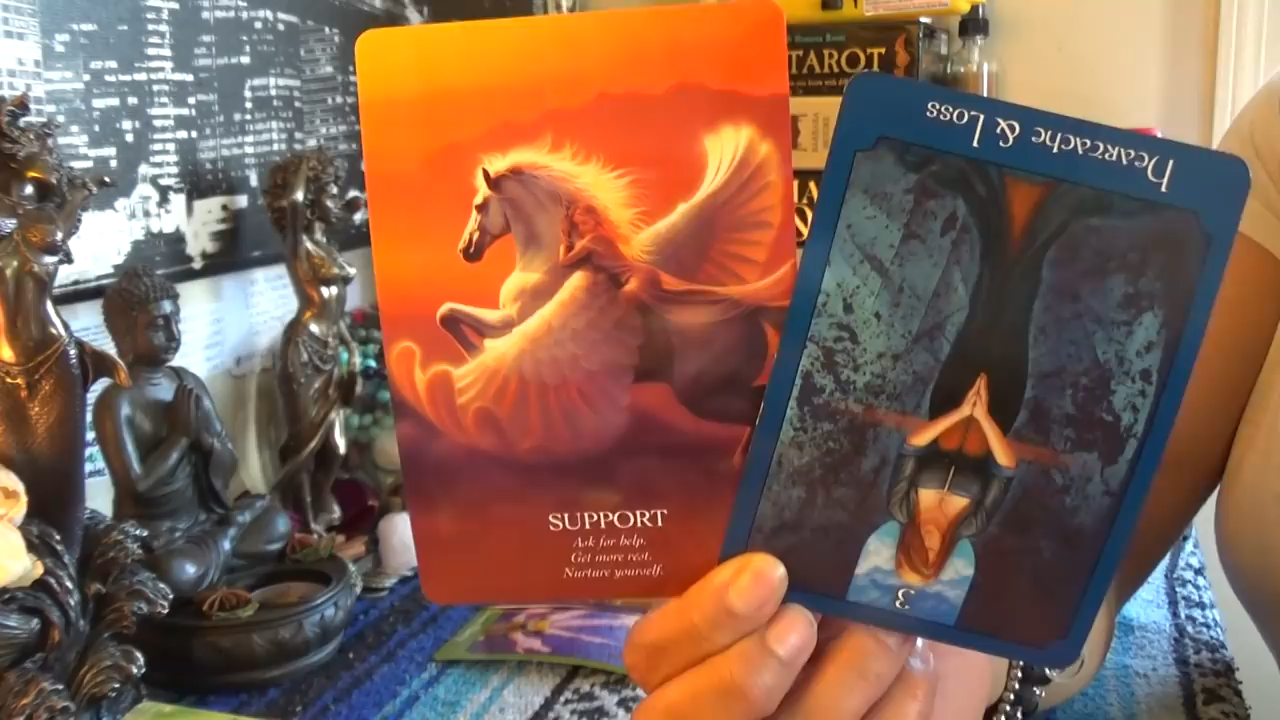 TAROT
SUPPORT
Ask for help.
Get more rest.
Nurture yourself.
Heartache & Loss
3